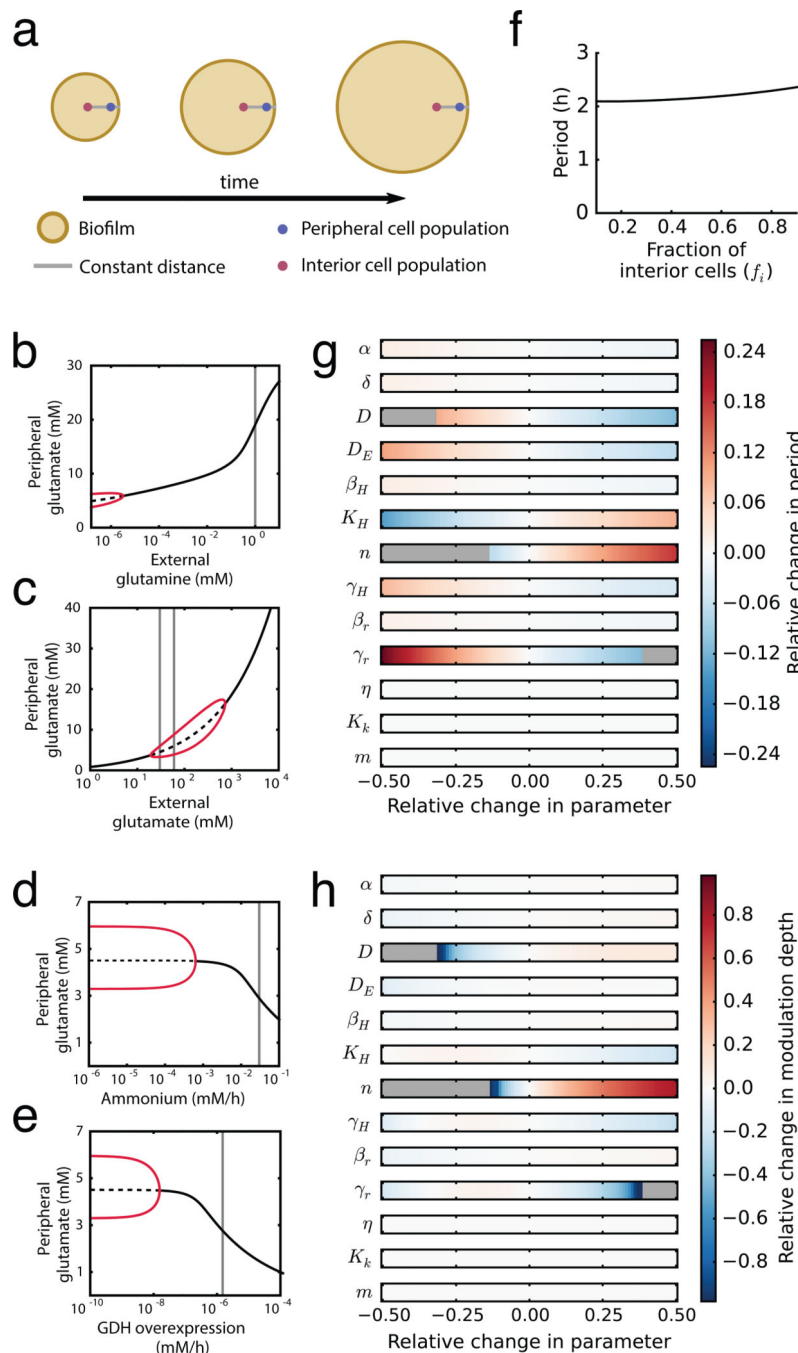 a
time
Biofilm
Peripheral cell population
Constant distance
Interior cell population
f
Period (h)
3
2
1
0
0.2 0.4 0.6 0.8
Fraction of
interior cells (f_i)
b
Peripheral
glutamate (mM)
30
20
10
0
10^-6 10^-4 10^-2 10^0
External
glutamine (mM)
c
Peripheral
glutamate (mM)
40
30
20
10
0
10^0 10^1 10^2 10^3 10^4
External
glutamate (mM)
d
Peripheral
glutamate (mM)
7
5
3
1
10^-6 10^-5 10^-4 10^-3 10^-2 10^-1
Ammonium (mM/h)
e
Peripheral
glutamate (mM)
7
5
3
1
10^-10 10^-8 10^-6 10^-4
GDH overexpression
(mM/h)
g
α
δ
D
D_E
β_H
K_H
n
γ_H
β_r
γ_r
η
K_k
m
−0.50 −0.25 0.00 0.25 0.50
Relative change in parameter
0.24
0.18
0.12
0.06
0.00
−0.06
−0.12
−0.18
−0.24
Relative change in period
h
α
δ
D
D_E
β_H
K_H
n
γ_H
β_r
γ_r
η
K_k
m
−0.50 −0.25 0.00 0.25 0.50
Relative change in parameter
0.8
0.6
0.4
0.2
0.0
−0.2
−0.4
−0.6
−0.8
Relative change in modulation depth